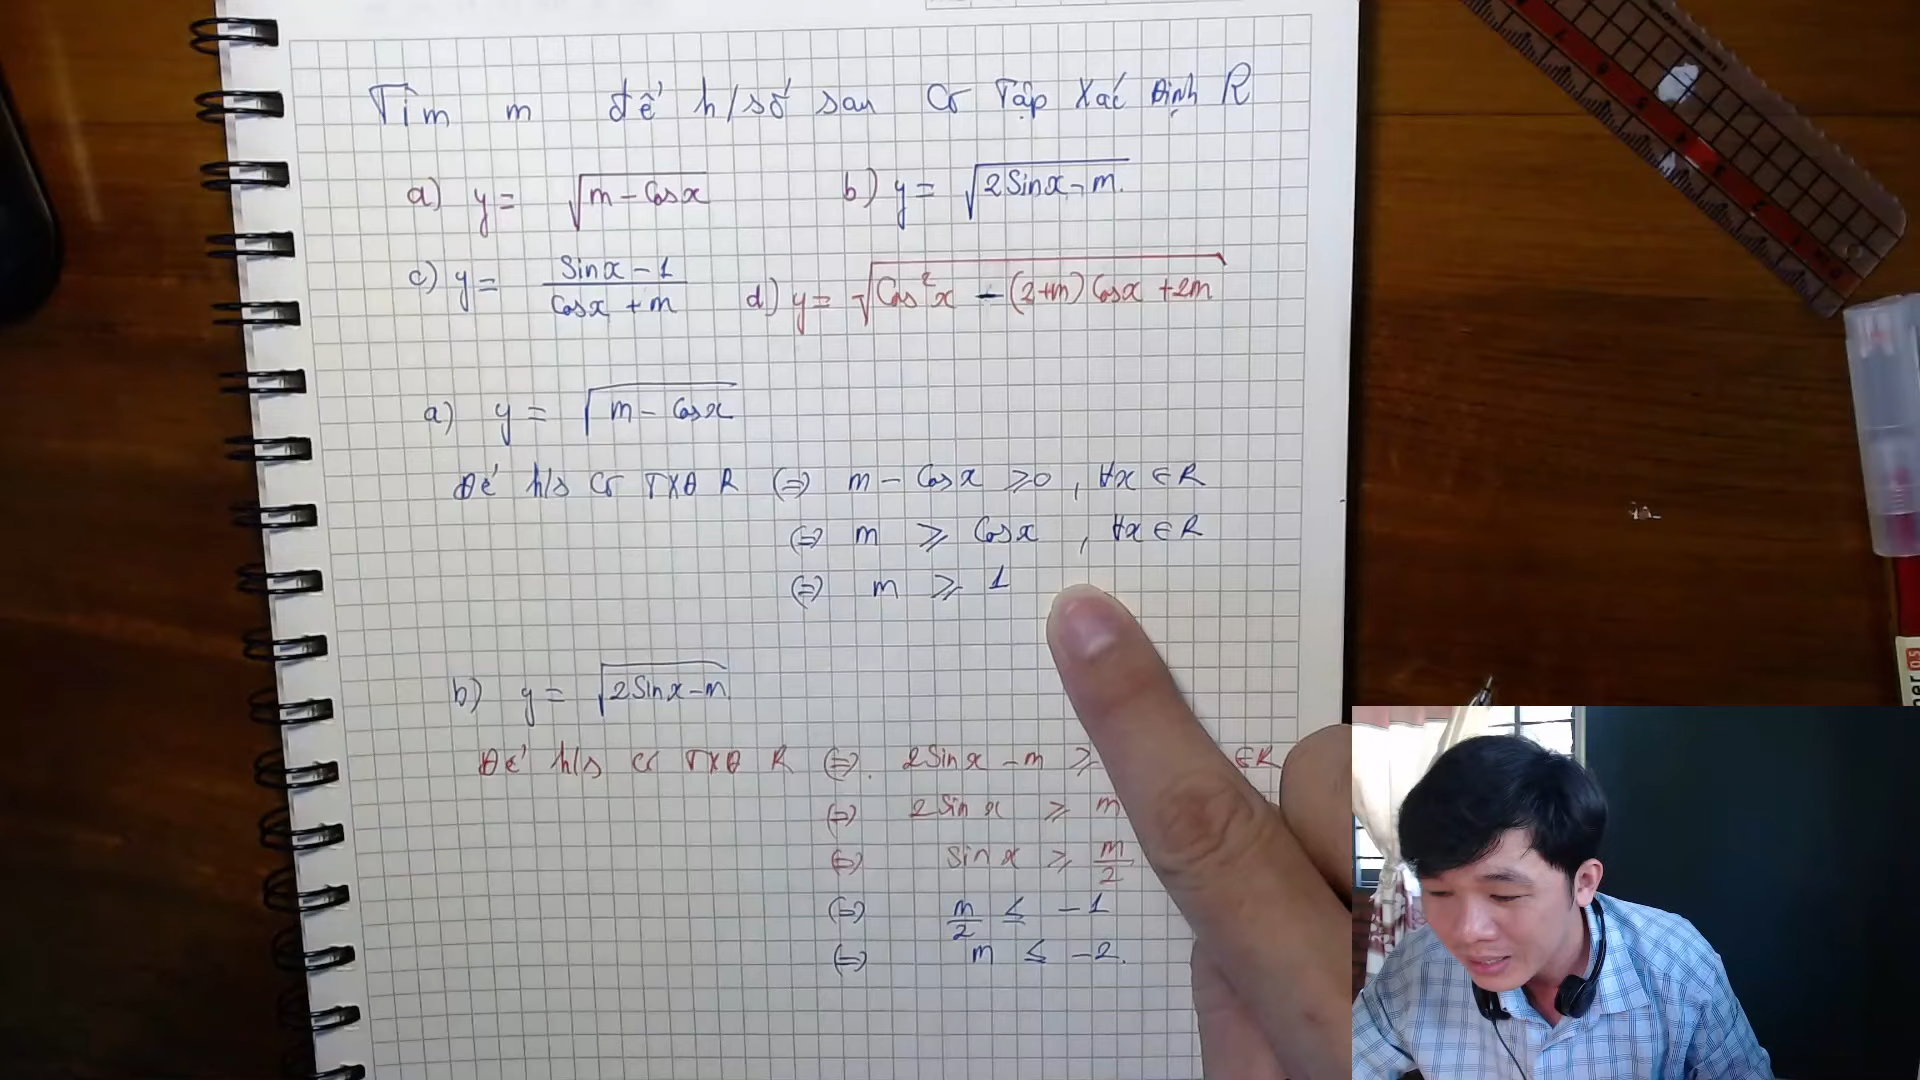 Tìm m để h/số sau có Tập Xác Định R
a) y = √(m - Cosx) b) y = √(2Sinx - m).
c) y = (Sinx - 1)/(Cosx + m) d) y = √(Cos²x - (2+m)Cosx + 2m)
a) y = √(m - Cosx)
Để h/s có TXĐ R ⇔ m - Cosx ⩾ 0, ∀x ∈ R
⇔ m ⩾ Cosx, ∀x ∈ R
⇔ m ⩾ 1
b) y = √(2Sinx - m).
Để h/s có TXĐ R ⇔. 2Sinx - m ⩾ ∈ R
⇔ 2Sinx ⩾ m
⇔ Sinx ⩾ m/2
⇔ m/2 ≤ -1
⇔ m ≤ -2.